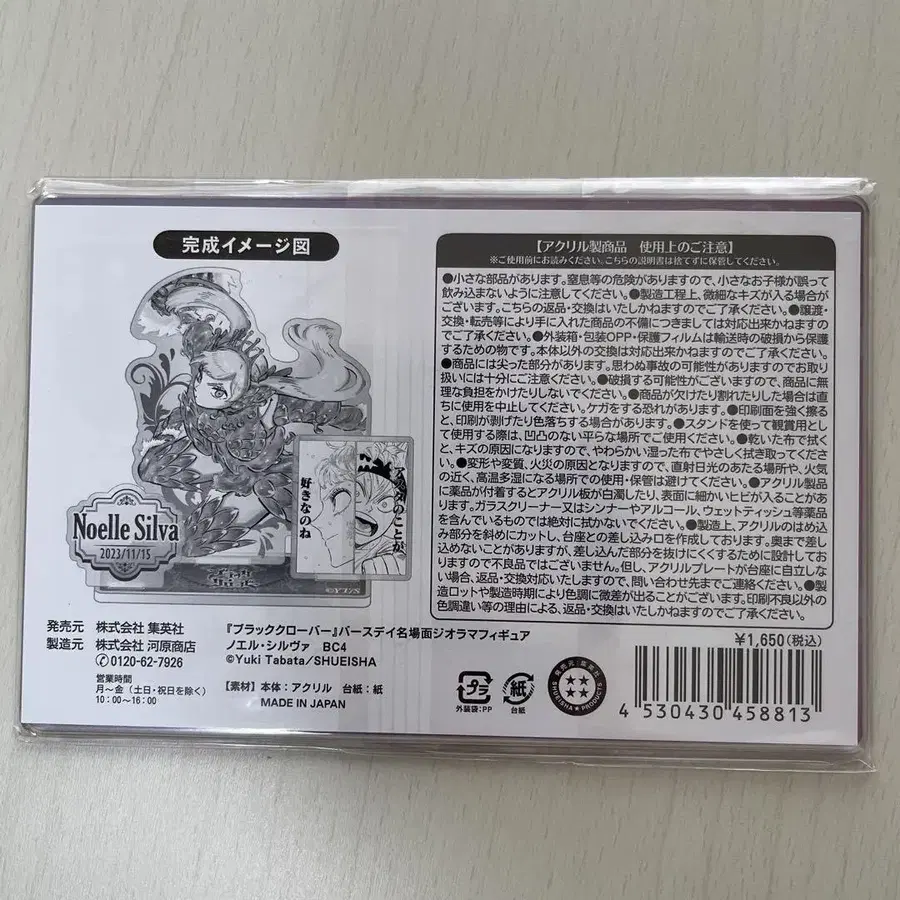 完成イメージ図
アスタのことが
好きなのね
Noelle Silva
2023/11/15
【アクリル製商品　使用上のご注意】
※ご使用前にお読みください。こちらの説明書は捨てずに保管してください。
●小さな部品があります。窒息等の危険がありますので、小さなお子様が誤って
飲み込まないように注意してください。●製造工程上、微細なキズが入る場合が
ございます。こちらの返品・交換はいたしかねますのでご了承ください。●譲渡・
交換・転売等により手に入れた商品の不備につきましては対応出来かねますの
でご了承ください。●外装箱・包装OPP・保護フィルムは輸送時の破損から保護
するための物です。本体以外の交換は対応出来かねますのでご了承ください。
●商品には尖った部分があります。思わぬ事故の可能性がありますのでお取り
扱いには十分にご注意ください。●破損する可能性がございますので、商品に無
理な負担をかけたりしないでください。●商品が欠けたり割れたりした場合は直
ちに使用を中止してください。ケガをする恐れがあります。●印刷面を強く擦る
と、印刷が剥げたり色落ちする場合があります。●スタンドを使って観賞用とし
て使用する際は、凹凸のない平らな場所でご使用ください。●乾いた布で拭く
と、キズの原因になりますので、やわらかい湿った布でやさしく拭き取ってくださ
い。●変形や変質、火災の原因となりますので、直射日光のあたる場所や、火気
の近く、高温多湿になる場所での使用・保管は避けてください。●アクリル製品
に薬品が付着するとアクリル板が白濁したり、表面に細かいヒビが入ることがあ
ります。ガラスクリーナー又はシンナーやアルコール、ウェットティッシュ等薬品
を含んでいるものでは絶対に拭かないでください。●製造上、アクリルのはめ込
み部分を斜めにカットし、台座との差し込み口を作成しております。奥まで差し
込めないことがありますが、差し込んだ部分を抜けにくくするために設計してお
りますので不良品ではございません。但し、アクリルプレートが台座に自立しな
い場合、返品・交換対応いたしますので、問い合わせ先までご連絡ください。●製
造ロットや製造時期により色調に微差が出ることがございます。印刷不良以外の
色調違い等の理由による、返品・交換はいたしかねますのでご了承ください。
発売元　株式会社 集英社
製造元　株式会社 河原商店
0120-62-7926
営業時間
月～金（土日・祝日を除く）
10：00～16：00
『ブラッククローバー』バースデイ名場面ジオラマフィギュア
ノエル・シルヴァ　BC4
©Yuki Tabata/SHUEISHA
【素材】本体：アクリル　台紙：紙
MADE IN JAPAN
プラ
外装袋：PP
紙
台紙
発売元：集英社
SHUEISHA PRODUCTS
￥1,650(税込)
4 530430 458813